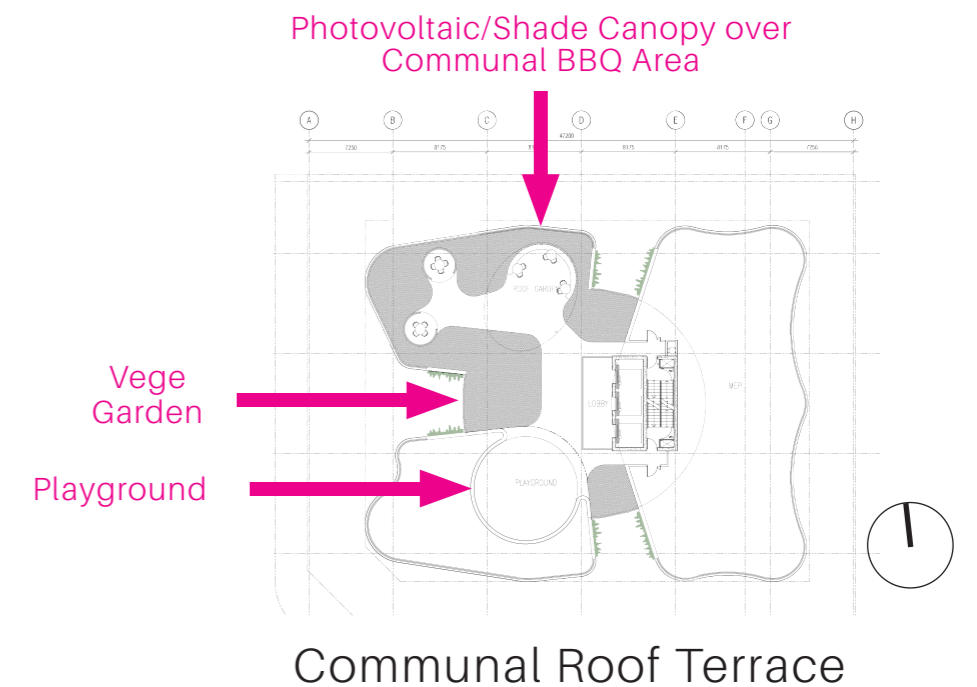 Photovoltaic/Shade Canopy over
Communal BBQ Area
A B C D E F G H
47200
7250 8175 8175 8175 7250
ROOF GARDEN
Vege
Garden
MEP
LOBBY
Playground
PLAYGROUND
Communal Roof Terrace